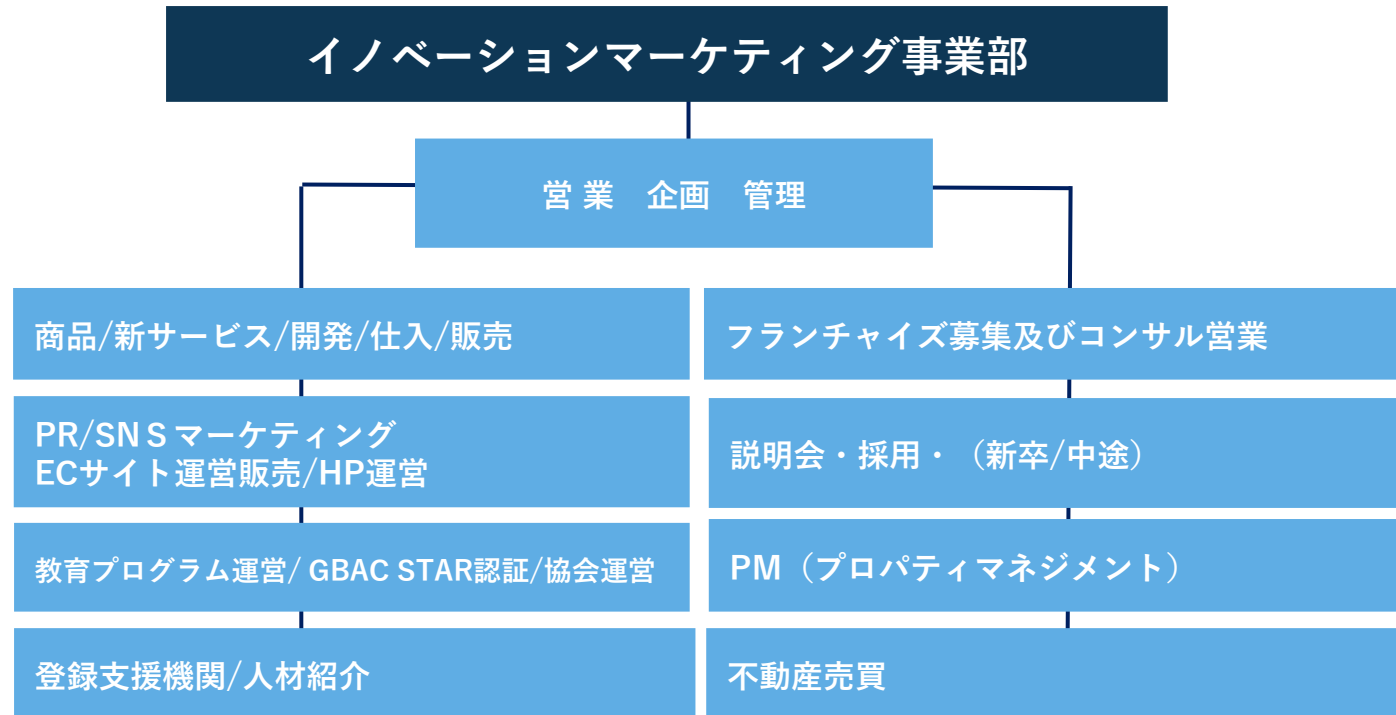 イノベーションマーケティング事業部
営 業　企画　管理
商品/新サービス/開発/仕入/販売
PR/SNSマーケティング
ECサイト運営販売/HP運営
教育プログラム運営/ GBAC STAR認証/協会運営
登録支援機関/人材紹介
フランチャイズ募集及びコンサル営業
説明会・採用・（新卒/中途）
PM（プロパティマネジメント）
不動産売買